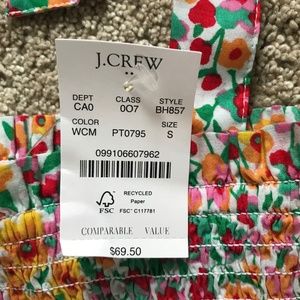 J.CREW
DEPT CLASS STYLE
CA0 0O7 BH857
COLOR SIZE
WCM PT0795 S
099106607962
RECYCLED
Paper
FSC FSC® C117781
COMPARABLE VALUE
$69.50